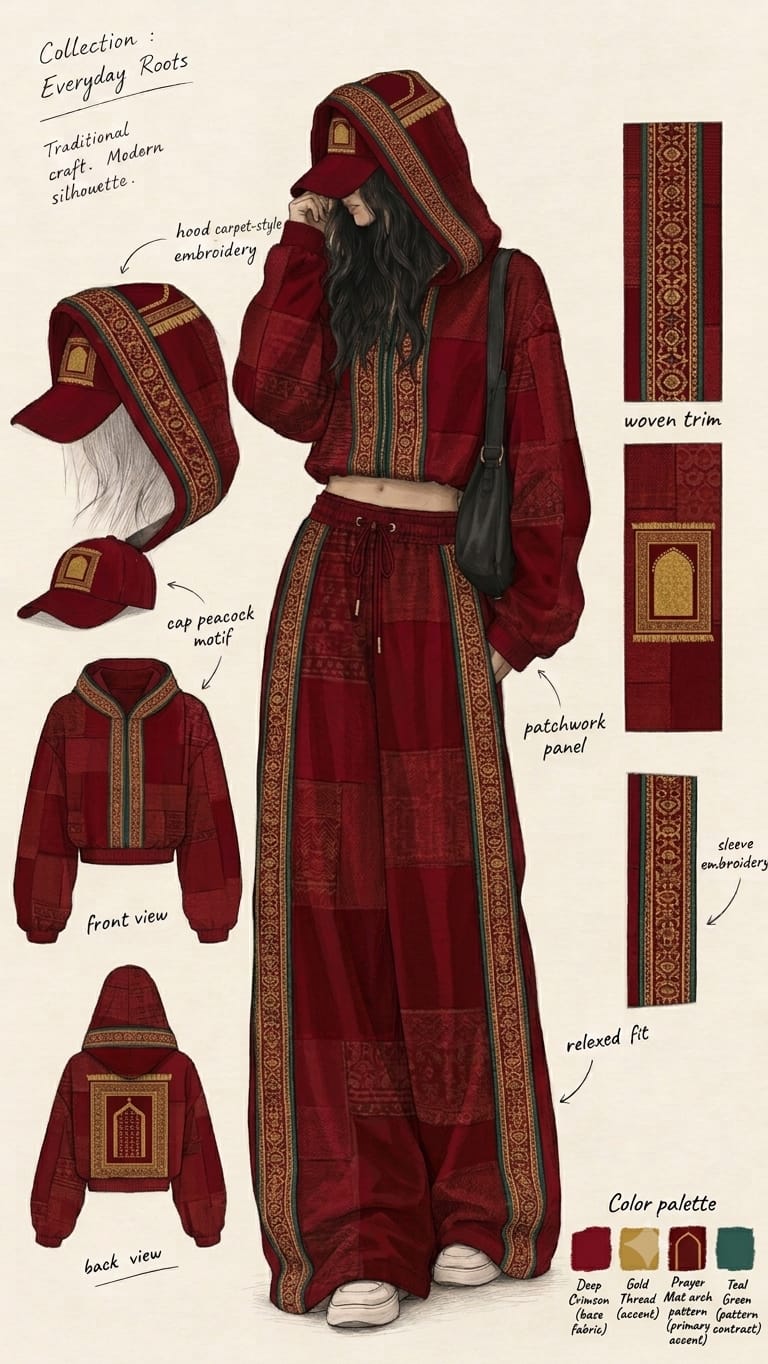 Collection :
Everyday Roots
Traditional
craft. Modern
silhouette.
hood carpet-style
embroidery
woven trim
cap peacock
motif
patchwork
panel
front view
sleeve
embroidery
relexed fit
back view
Color palette
Deep
Crimson
(base
fabric)
Gold
Thread
(accent)
Prayer
Mat arch
pattern
(primary
accent)
Teal
Green
(pattern
contract)